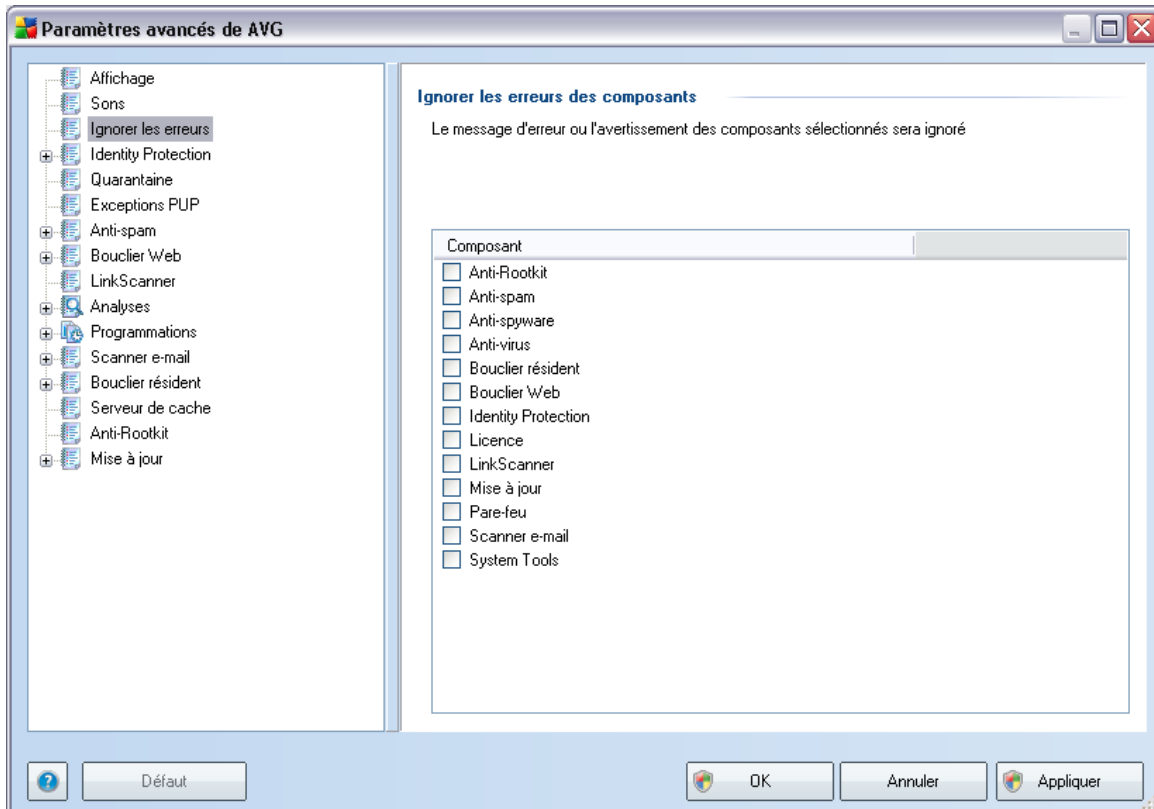 Paramètres avancés de AVG
Affichage
Sons
Ignorer les erreurs
Identity Protection
Quarantaine
Exceptions PUP
Anti-spam
Bouclier Web
LinkScanner
Analyses
Programmations
Scanner e-mail
Bouclier résident
Serveur de cache
Anti-Rootkit
Mise à jour
Ignorer les erreurs des composants
Le message d'erreur ou l'avertissement des composants sélectionnés sera ignoré
Composant
Anti-Rootkit
Anti-spam
Anti-spyware
Anti-virus
Bouclier résident
Bouclier Web
Identity Protection
Licence
LinkScanner
Mise à jour
Pare-feu
Scanner e-mail
System Tools
Défaut
OK
Annuler
Appliquer